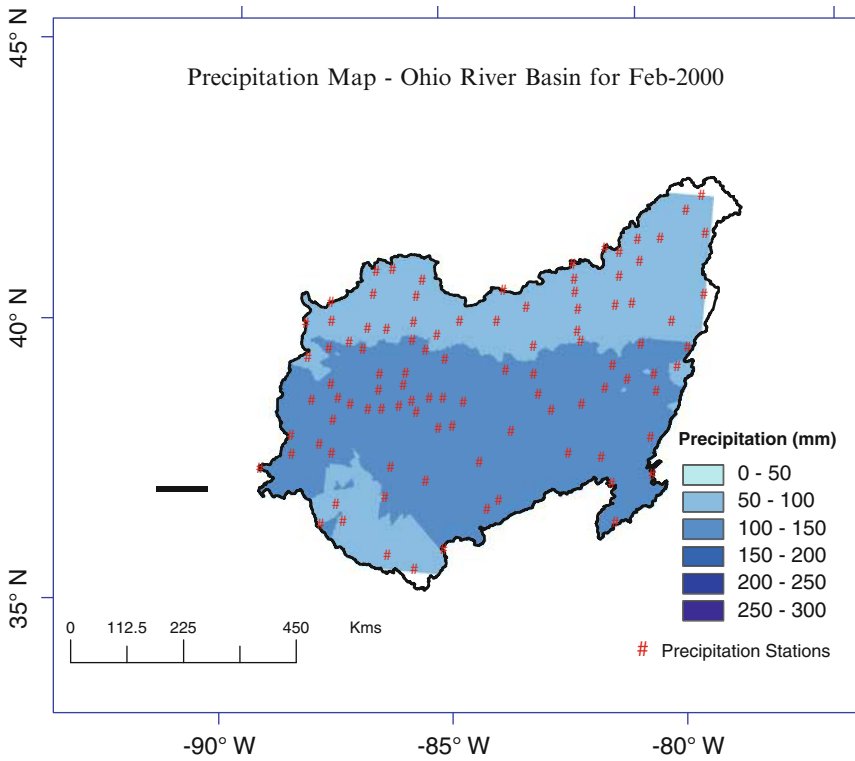 Precipitation Map - Ohio River Basin for Feb-2000
45° N
40° N
35° N
Precipitation (mm)
0 - 50
50 - 100
100 - 150
150 - 200
200 - 250
250 - 300
# Precipitation Stations
0 112.5 225 450 Kms
-90° W -85° W -80° W